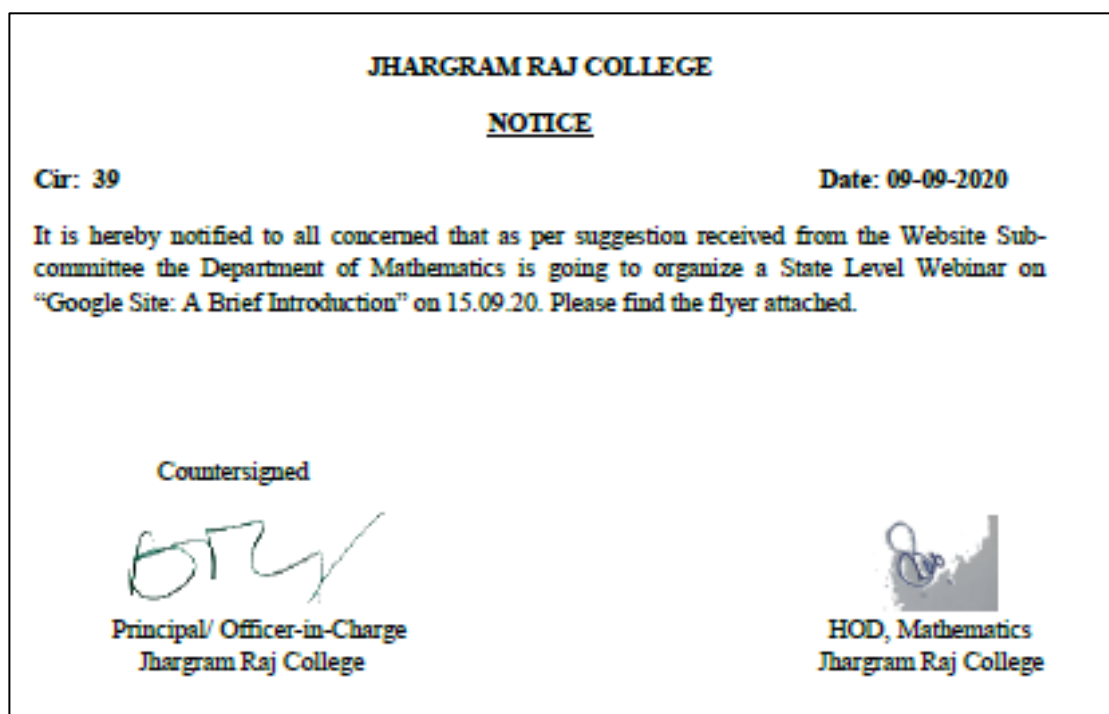 JHARGRAM RAJ COLLEGE
NOTICE
Cir: 39 Date: 09-09-2020
It is hereby notified to all concerned that as per suggestion received from the Website Sub-
committee the Department of Mathematics is going to organize a State Level Webinar on
“Google Site: A Brief Introduction” on 15.09.20. Please find the flyer attached.
Countersigned
Principal/ Officer-in-Charge
Jhargram Raj College
HOD, Mathematics
Jhargram Raj College